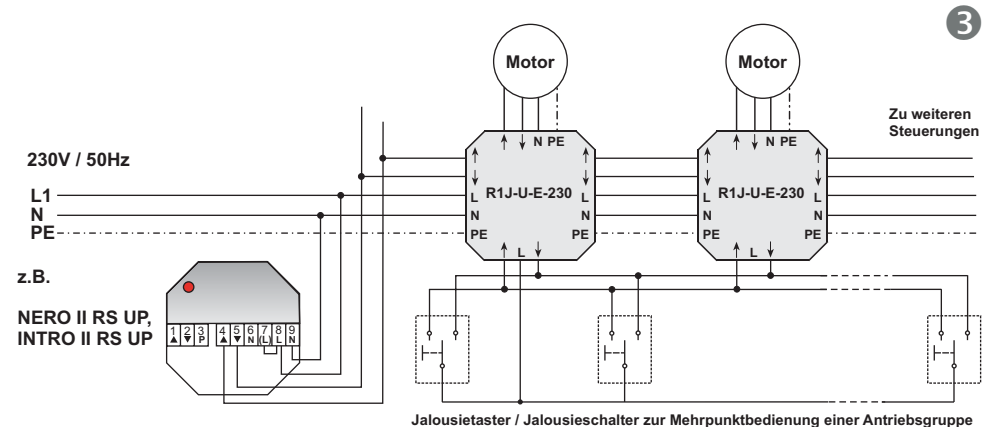 3
Motor
Motor
Zu weiteren
Steuerungen
N PE
N PE
230V / 50Hz
R1J-U-E-230
R1J-U-E-230
L1
L
L
L
L
N
N
N
N
N
PE
PE
PE
PE
PE
L
L
z.B.
NERO II RS UP,
INTRO II RS UP
1 2 3 4 5 6 7 8 9
P N (L) L N
Jalousietaster / Jalousieschalter zur Mehrpunktbedienung einer Antriebsgruppe